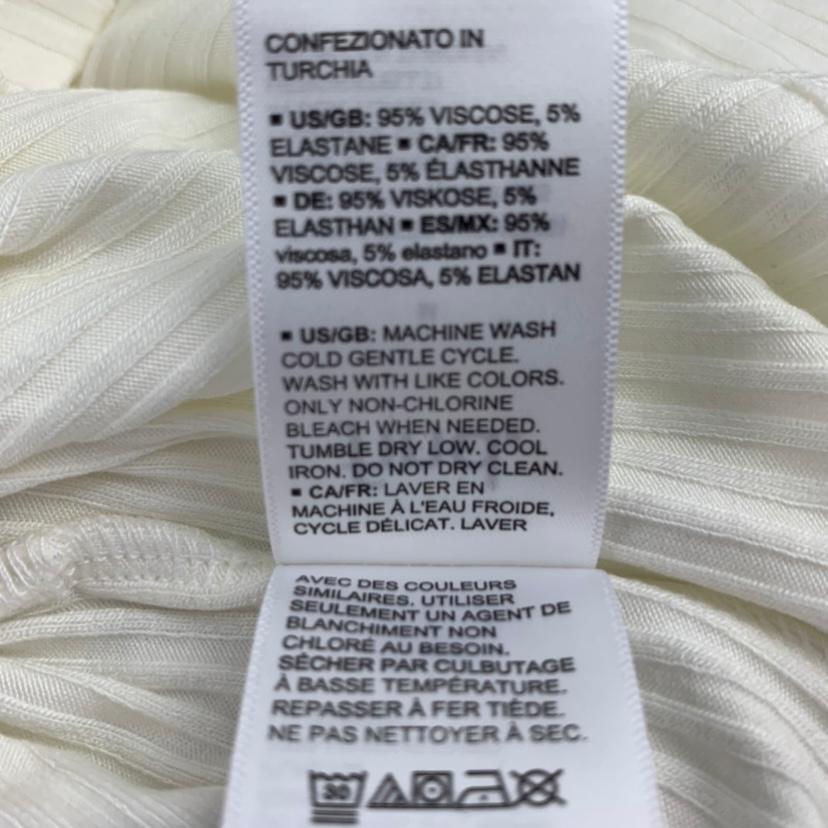 CONFEZIONATO IN
TURCHIA
▪ US/GB: 95% VISCOSE, 5%
ELASTANE ▪ CA/FR: 95%
VISCOSE, 5% ÉLASTHANNE
▪ DE: 95% VISKOSE, 5%
ELASTHAN ▪ ES/MX: 95%
viscosa, 5% elastano ▪ IT:
95% VISCOSA, 5% ELASTAN
▪ US/GB: MACHINE WASH
COLD GENTLE CYCLE.
WASH WITH LIKE COLORS.
ONLY NON-CHLORINE
BLEACH WHEN NEEDED.
TUMBLE DRY LOW. COOL
IRON. DO NOT DRY CLEAN.
▪ CA/FR: LAVER EN
MACHINE À L'EAU FROIDE,
CYCLE DÉLICAT. LAVER
AVEC DES COULEURS
SIMILAIRES. UTILISER
SEULEMENT UN AGENT DE
BLANCHIMENT NON
CHLORÉ AU BESOIN.
SÉCHER PAR CULBUTAGE
À BASSE TEMPÉRATURE.
REPASSER À FER TIÈDE.
NE PAS NETTOYER À SEC.
30